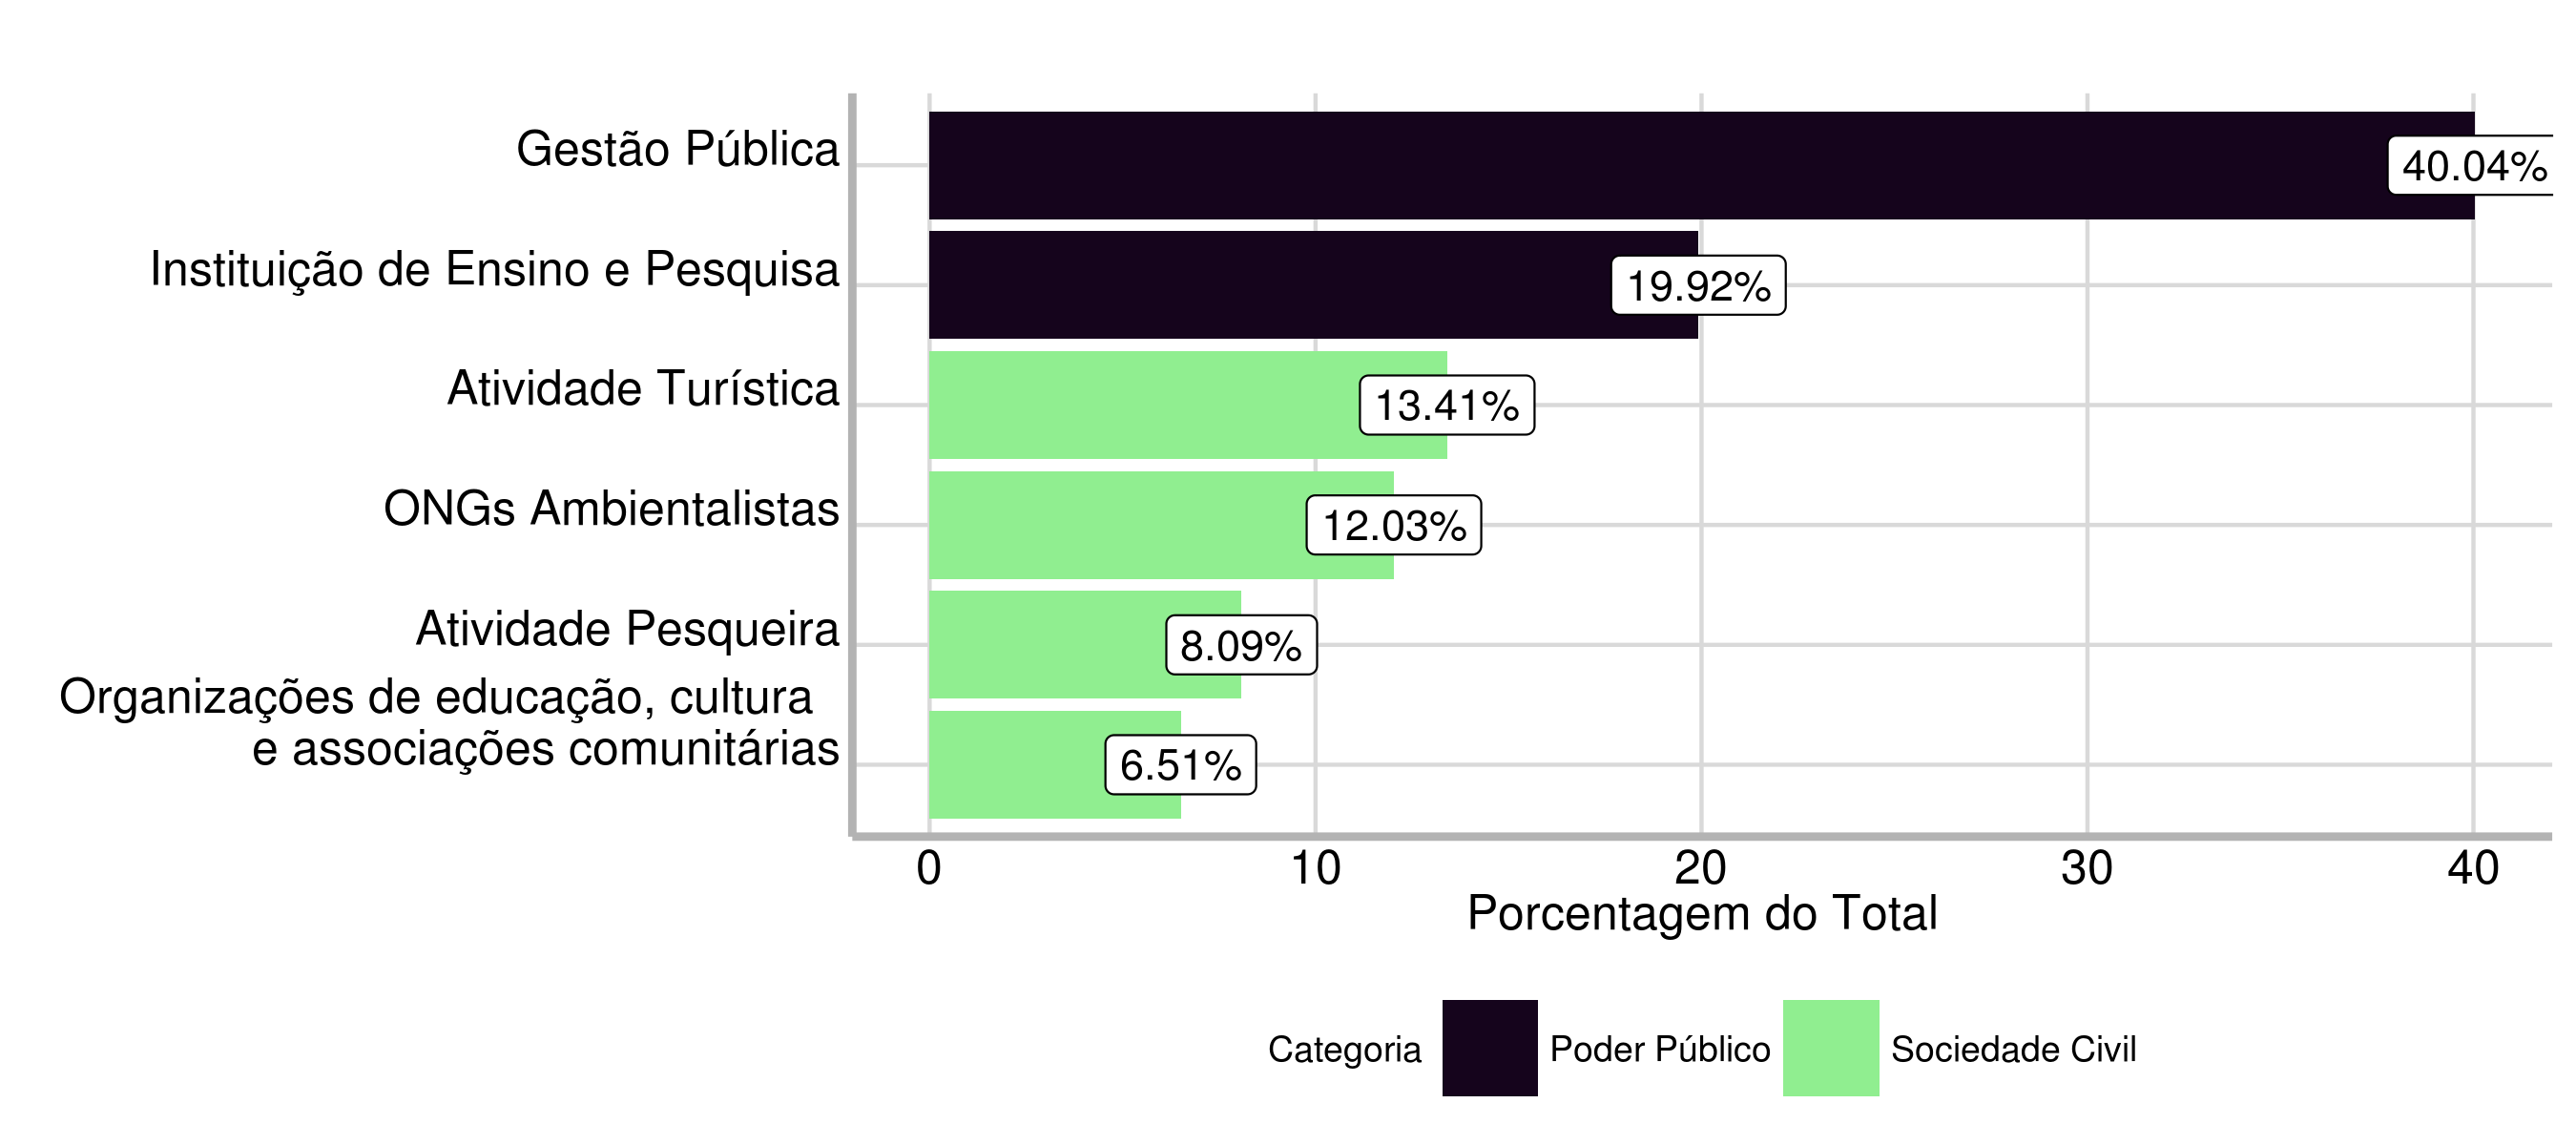 Gestão Pública
40.04%
Instituição de Ensino e Pesquisa
19.92%
Atividade Turística
13.41%
ONGs Ambientalistas
12.03%
Atividade Pesqueira
8.09%
Organizações de educação, cultura
e associações comunitárias
6.51%
0 10 20 30 40
Porcentagem do Total
Categoria Poder Público Sociedade Civil